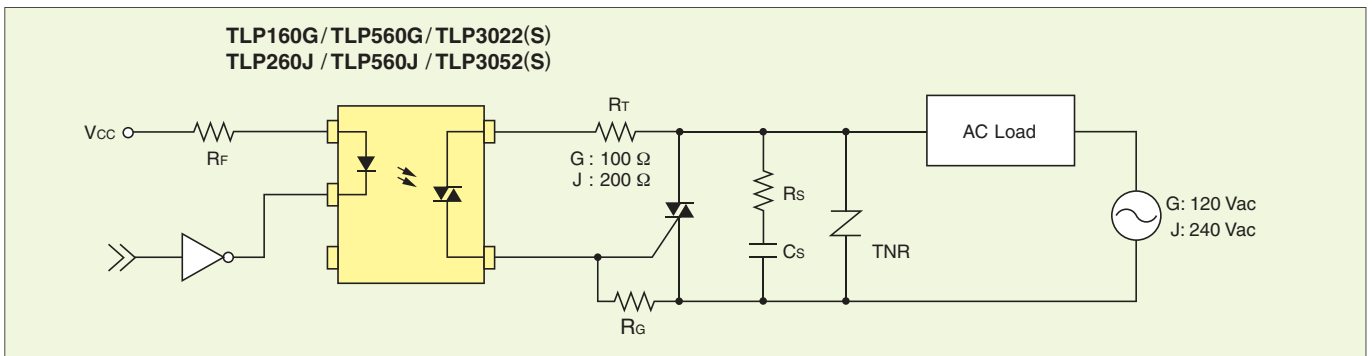 TLP160G/TLP560G/TLP3022(S)
TLP260J /TLP560J /TLP3052(S)
VCC
RF
RT
G : 100 Ω
J : 200 Ω
RS
CS
TNR
RG
AC Load
G: 120 Vac
J: 240 Vac